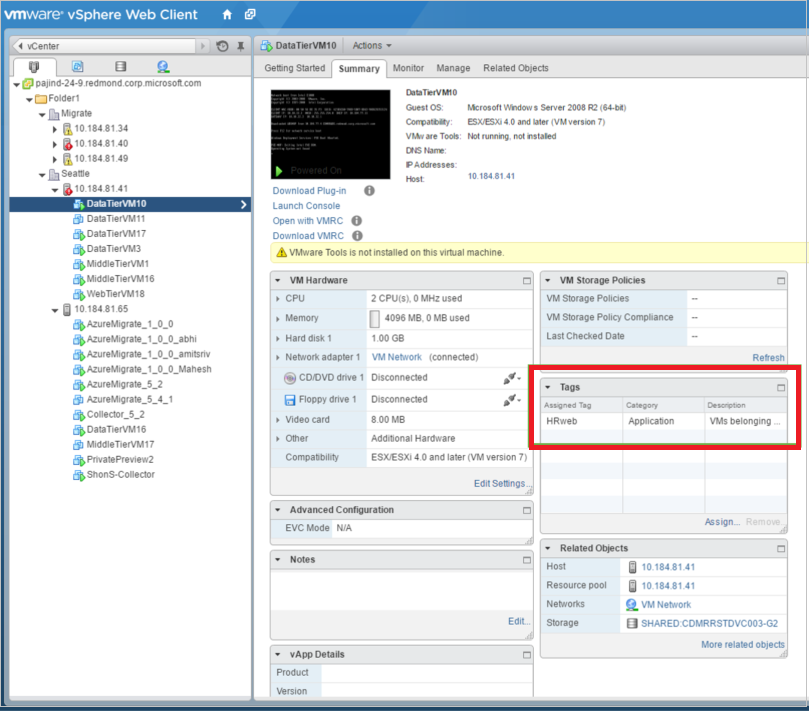 vmware® vSphere Web Client
vCenter
pajind-24-9.redmond.corp.microsoft.com
Folder1
Migrate
10.184.81.34
10.184.81.40
10.184.81.49
Seattle
10.184.81.41
DataTierVM10
DataTierVM11
DataTierVM17
DataTierVM3
MiddleTierVM1
MiddleTierVM16
WebTierVM18
10.184.81.65
AzureMigrate_1_0_0
AzureMigrate_1_0_0_abhi
AzureMigrate_1_0_0_amitsriv
AzureMigrate_1_0_0_Mahesh
AzureMigrate_5_2
AzureMigrate_5_4_1
Collector_5_2
DataTierVM16
MiddleTierVM17
PrivatePreview2
ShonS-Collector
DataTierVM10 Actions
Getting Started Summary Monitor Manage Related Objects
Powered On
Download Plug-in
Launch Console
Open with VMRC
Download VMRC
DataTierVM10
Guest OS: Microsoft Windows Server 2008 R2 (64-bit)
Compatibility: ESX/ESXi 4.0 and later (VM version 7)
VMware Tools: Not running, not installed
DNS Name:
IP Addresses:
Host: 10.184.81.41
VMware Tools is not installed on this virtual machine.
VM Hardware
CPU 2 CPU(s), 0 MHz used
Memory 4096 MB, 0 MB used
Hard disk 1 1.00 GB
Network adapter 1 VM Network (connected)
CD/DVD drive 1 Disconnected
Floppy drive 1 Disconnected
Video card 8.00 MB
Other Additional Hardware
Compatibility ESX/ESXi 4.0 and later (VM version 7)
Edit Settings...
Advanced Configuration
EVC Mode N/A
Notes
Edit...
vApp Details
Product
Version
VM Storage Policies
VM Storage Policies --
VM Storage Policy Compliance --
Last Checked Date --
Refresh
Tags
Assigned Tag Category Description
HRweb Application VMs belonging ...
Assign... Remove...
Related Objects
Host 10.184.81.41
Resource pool 10.184.81.41
Networks VM Network
Storage SHARED:CDMRRSTDVC003-G2
More related objects